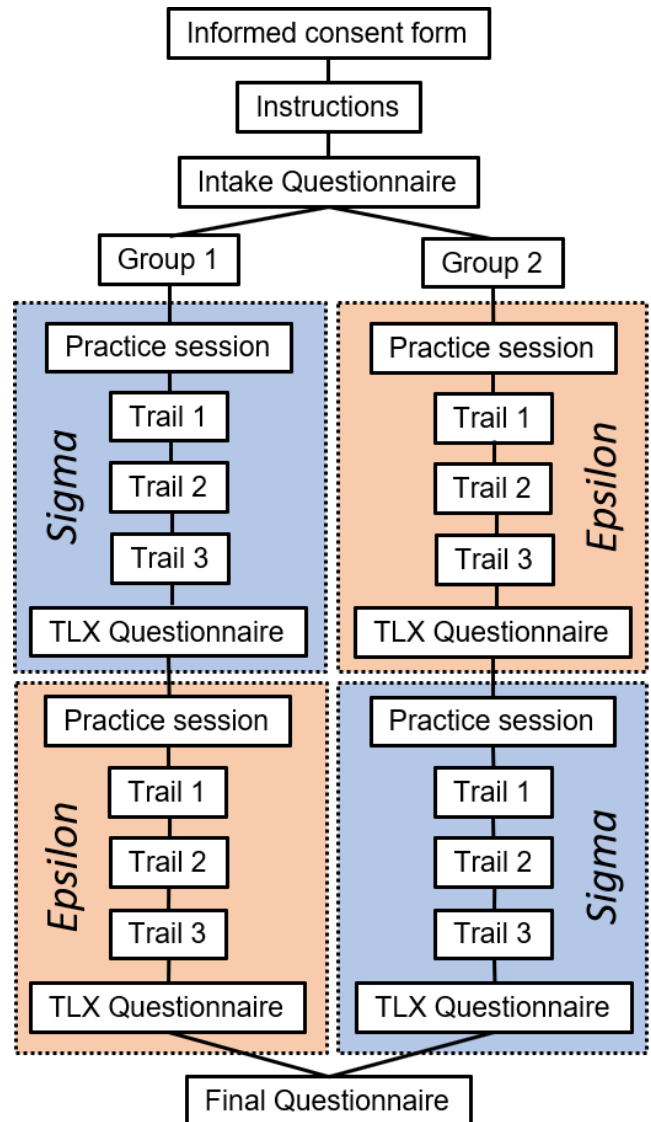 Informed consent form
Instructions
Intake Questionnaire
Group 1
Group 2
Practice session
Trail 1
Trail 2
Trail 3
TLX Questionnaire
Sigma
Practice session
Trail 1
Trail 2
Trail 3
TLX Questionnaire
Epsilon
Practice session
Trail 1
Trail 2
Trail 3
TLX Questionnaire
Epsilon
Practice session
Trail 1
Trail 2
Trail 3
TLX Questionnaire
Sigma
Final Questionnaire